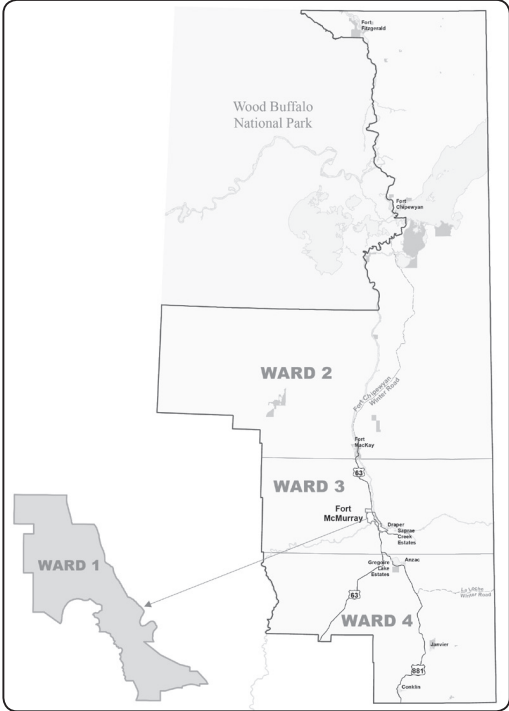 Fort
Fitzgerald
Wood Buffalo
National Park
Fort
Chipewyan
WARD 2
Fort Chipewyan
Winter Road
Fort
MacKay
63
WARD 3
Fort
McMurray
Draper
Saprae
Creek
Estates
WARD 1
Gregoire
Lake
Estates
Anzac
63
La Loche
Winter Road
WARD 4
Janvier
881
Conklin